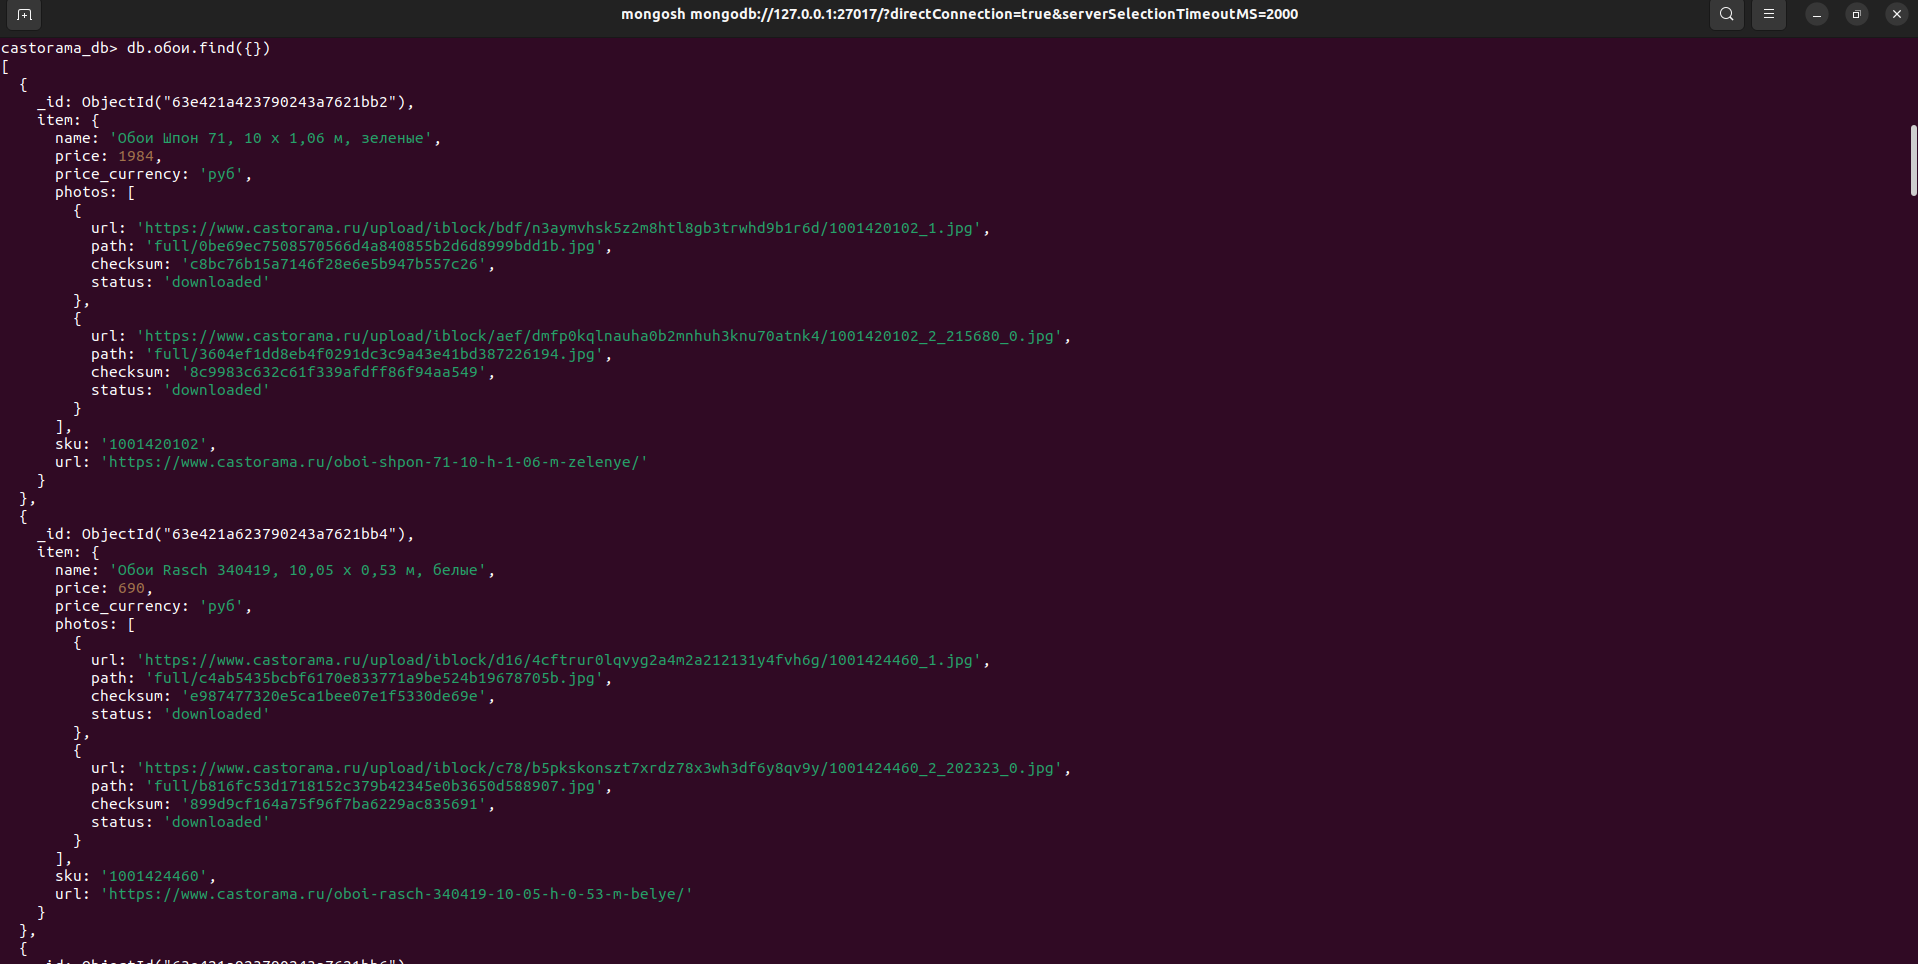 mongosh mongodb://127.0.0.1:27017/?directConnection=true&serverSelectionTimeoutMS=2000
castorama_db> db.обои.find({})
[
  {
    _id: ObjectId("63e421a423790243a7621bb2"),
    item: {
      name: 'Обои Шпон 71, 10 х 1,06 м, зеленые',
      price: 1984,
      price_currency: 'руб',
      photos: [
        {
          url: 'https://www.castorama.ru/upload/iblock/bdf/n3aymvhsk5z2m8htl8gb3trwhd9b1r6d/1001420102_1.jpg',
          path: 'full/0be69ec7508570566d4a840855b2d6d8999bdd1b.jpg',
          checksum: 'c8bc76b15a7146f28e6e5b947b557c26',
          status: 'downloaded'
        },
        {
          url: 'https://www.castorama.ru/upload/iblock/aef/dmfp0kqlnauha0b2mnhuh3knu70atnk4/1001420102_2_215680_0.jpg',
          path: 'full/3604ef1dd8eb4f0291dc3c9a43e41bd387226194.jpg',
          checksum: '8c9983c632c61f339afdff86f94aa549',
          status: 'downloaded'
        }
      ],
      sku: '1001420102',
      url: 'https://www.castorama.ru/oboi-shpon-71-10-h-1-06-m-zelenye/'
    }
  },
  {
    _id: ObjectId("63e421a623790243a7621bb4"),
    item: {
      name: 'Обои Rasch 340419, 10,05 х 0,53 м, белые',
      price: 690,
      price_currency: 'руб',
      photos: [
        {
          url: 'https://www.castorama.ru/upload/iblock/d16/4cftrur0lqvyg2a4m2a212131y4fvh6g/1001424460_1.jpg',
          path: 'full/c4ab5435bcbf6170e833771a9be524b19678705b.jpg',
          checksum: 'e987477320e5ca1bee07e1f5330de69e',
          status: 'downloaded'
        },
        {
          url: 'https://www.castorama.ru/upload/iblock/c78/b5pkskonszt7xrdz78x3wh3df6y8qv9y/1001424460_2_202323_0.jpg',
          path: 'full/b816fc53d1718152c379b42345e0b3650d588907.jpg',
          checksum: '899d9cf164a75f96f7ba6229ac835691',
          status: 'downloaded'
        }
      ],
      sku: '1001424460',
      url: 'https://www.castorama.ru/oboi-rasch-340419-10-05-h-0-53-m-belye/'
    }
  },
  {
    _id: ObjectId("63e421a823790243a7621bb6")